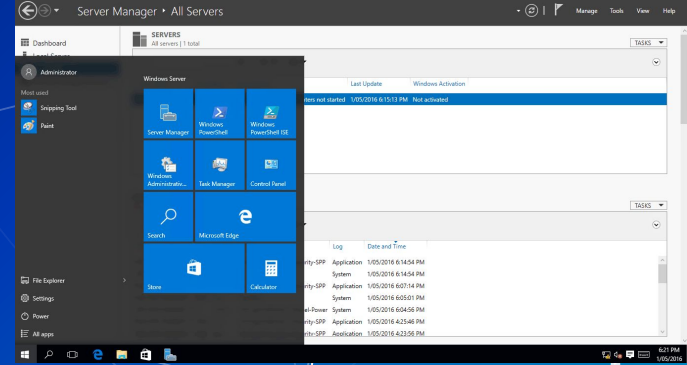 Server Manager • All Servers
Manage Tools View Help
Dashboard
SERVERS
All servers | 1 total
TASKS
Administrator
Most used
Snipping Tool
Paint
Windows Server
Server Manager
Windows PowerShell
Windows PowerShell ISE
Windows Administrativ...
Task Manager
Control Panel
Search
Microsoft Edge
Store
Calculator
File Explorer
Settings
Power
All apps
Last Update Windows Activation
not started 1/05/2016 6:15:13 PM Not activated
TASKS
Log Date and Time
rity-SPP Application 1/05/2016 6:14:54 PM
System 1/05/2016 6:14:54 PM
rity-SPP Application 1/05/2016 6:07:14 PM
System 1/05/2016 6:05:01 PM
el-Power System 1/05/2016 6:04:56 PM
rity-SPP Application 1/05/2016 4:25:46 PM
rity-SPP Application 1/05/2016 4:23:56 PM
6:21 PM
1/05/2016